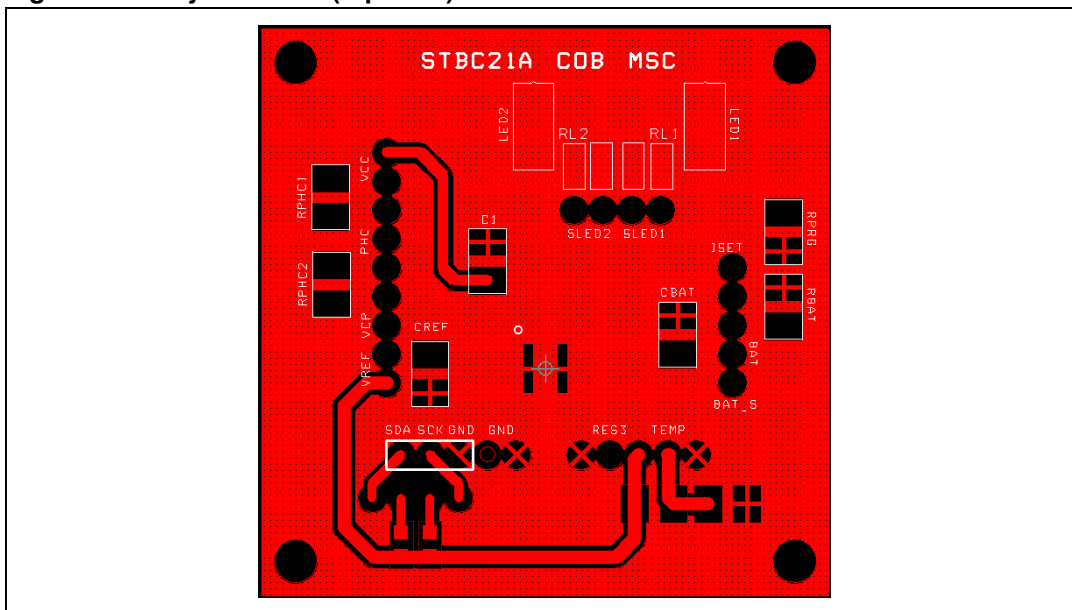 STBC21A COB MSC
LED2
LED1
RL2
RL1
VCC
RPHC1
C1
RPRG
SLED2
SLED1
PHC
ISET
RPHC2
CBAT
RBAT
VCP
CREF
BAT
VREF
BAT_S
SDA
SCK
GND
GND
RES3
TEMP